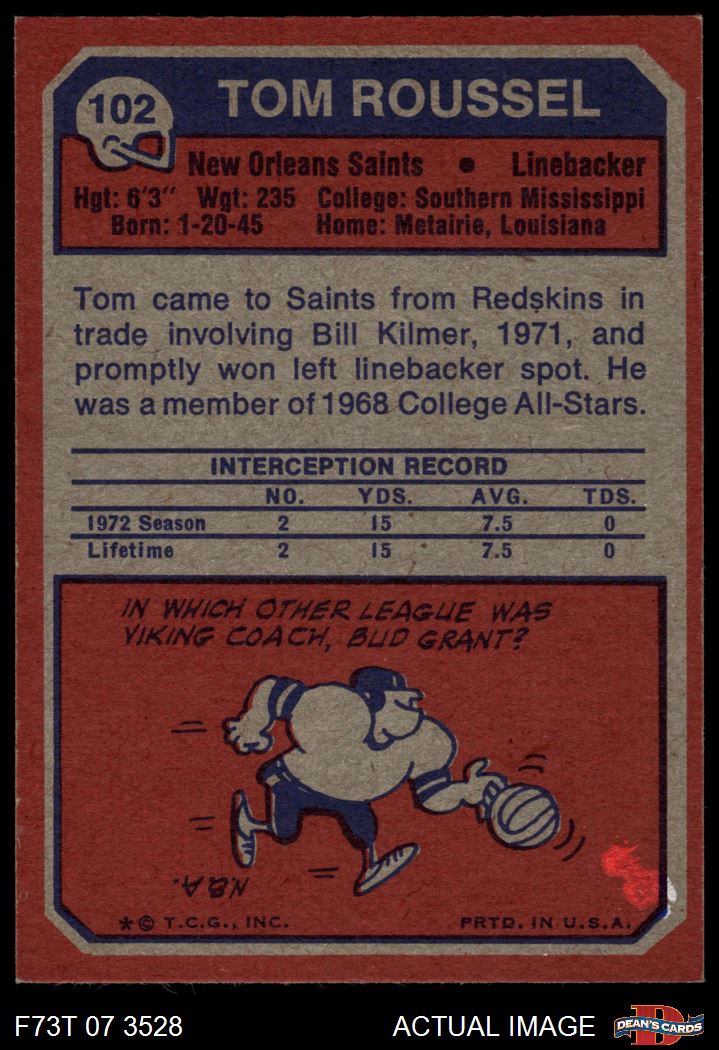 102
TOM ROUSSEL
New Orleans Saints • Linebacker
Hgt: 6'3" Wgt: 235 College: Southern Mississippi
Born: 1-20-45 Home: Metairie, Louisiana
Tom came to Saints from Redskins in
trade involving Bill Kilmer, 1971, and
promptly won left linebacker spot. He
was a member of 1968 College All-Stars.
INTERCEPTION RECORD
NO. YDS. AVG. TDS.
1972 Season 2 15 7.5 0
Lifetime 2 15 7.5 0
IN WHICH OTHER LEAGUE WAS
VIKING COACH, BUD GRANT?
N.B.A.
*© T.C.G., INC. PRTD. IN U.S.A.
F73T 07 3528 ACTUAL IMAGE D DEAN'S CARDS